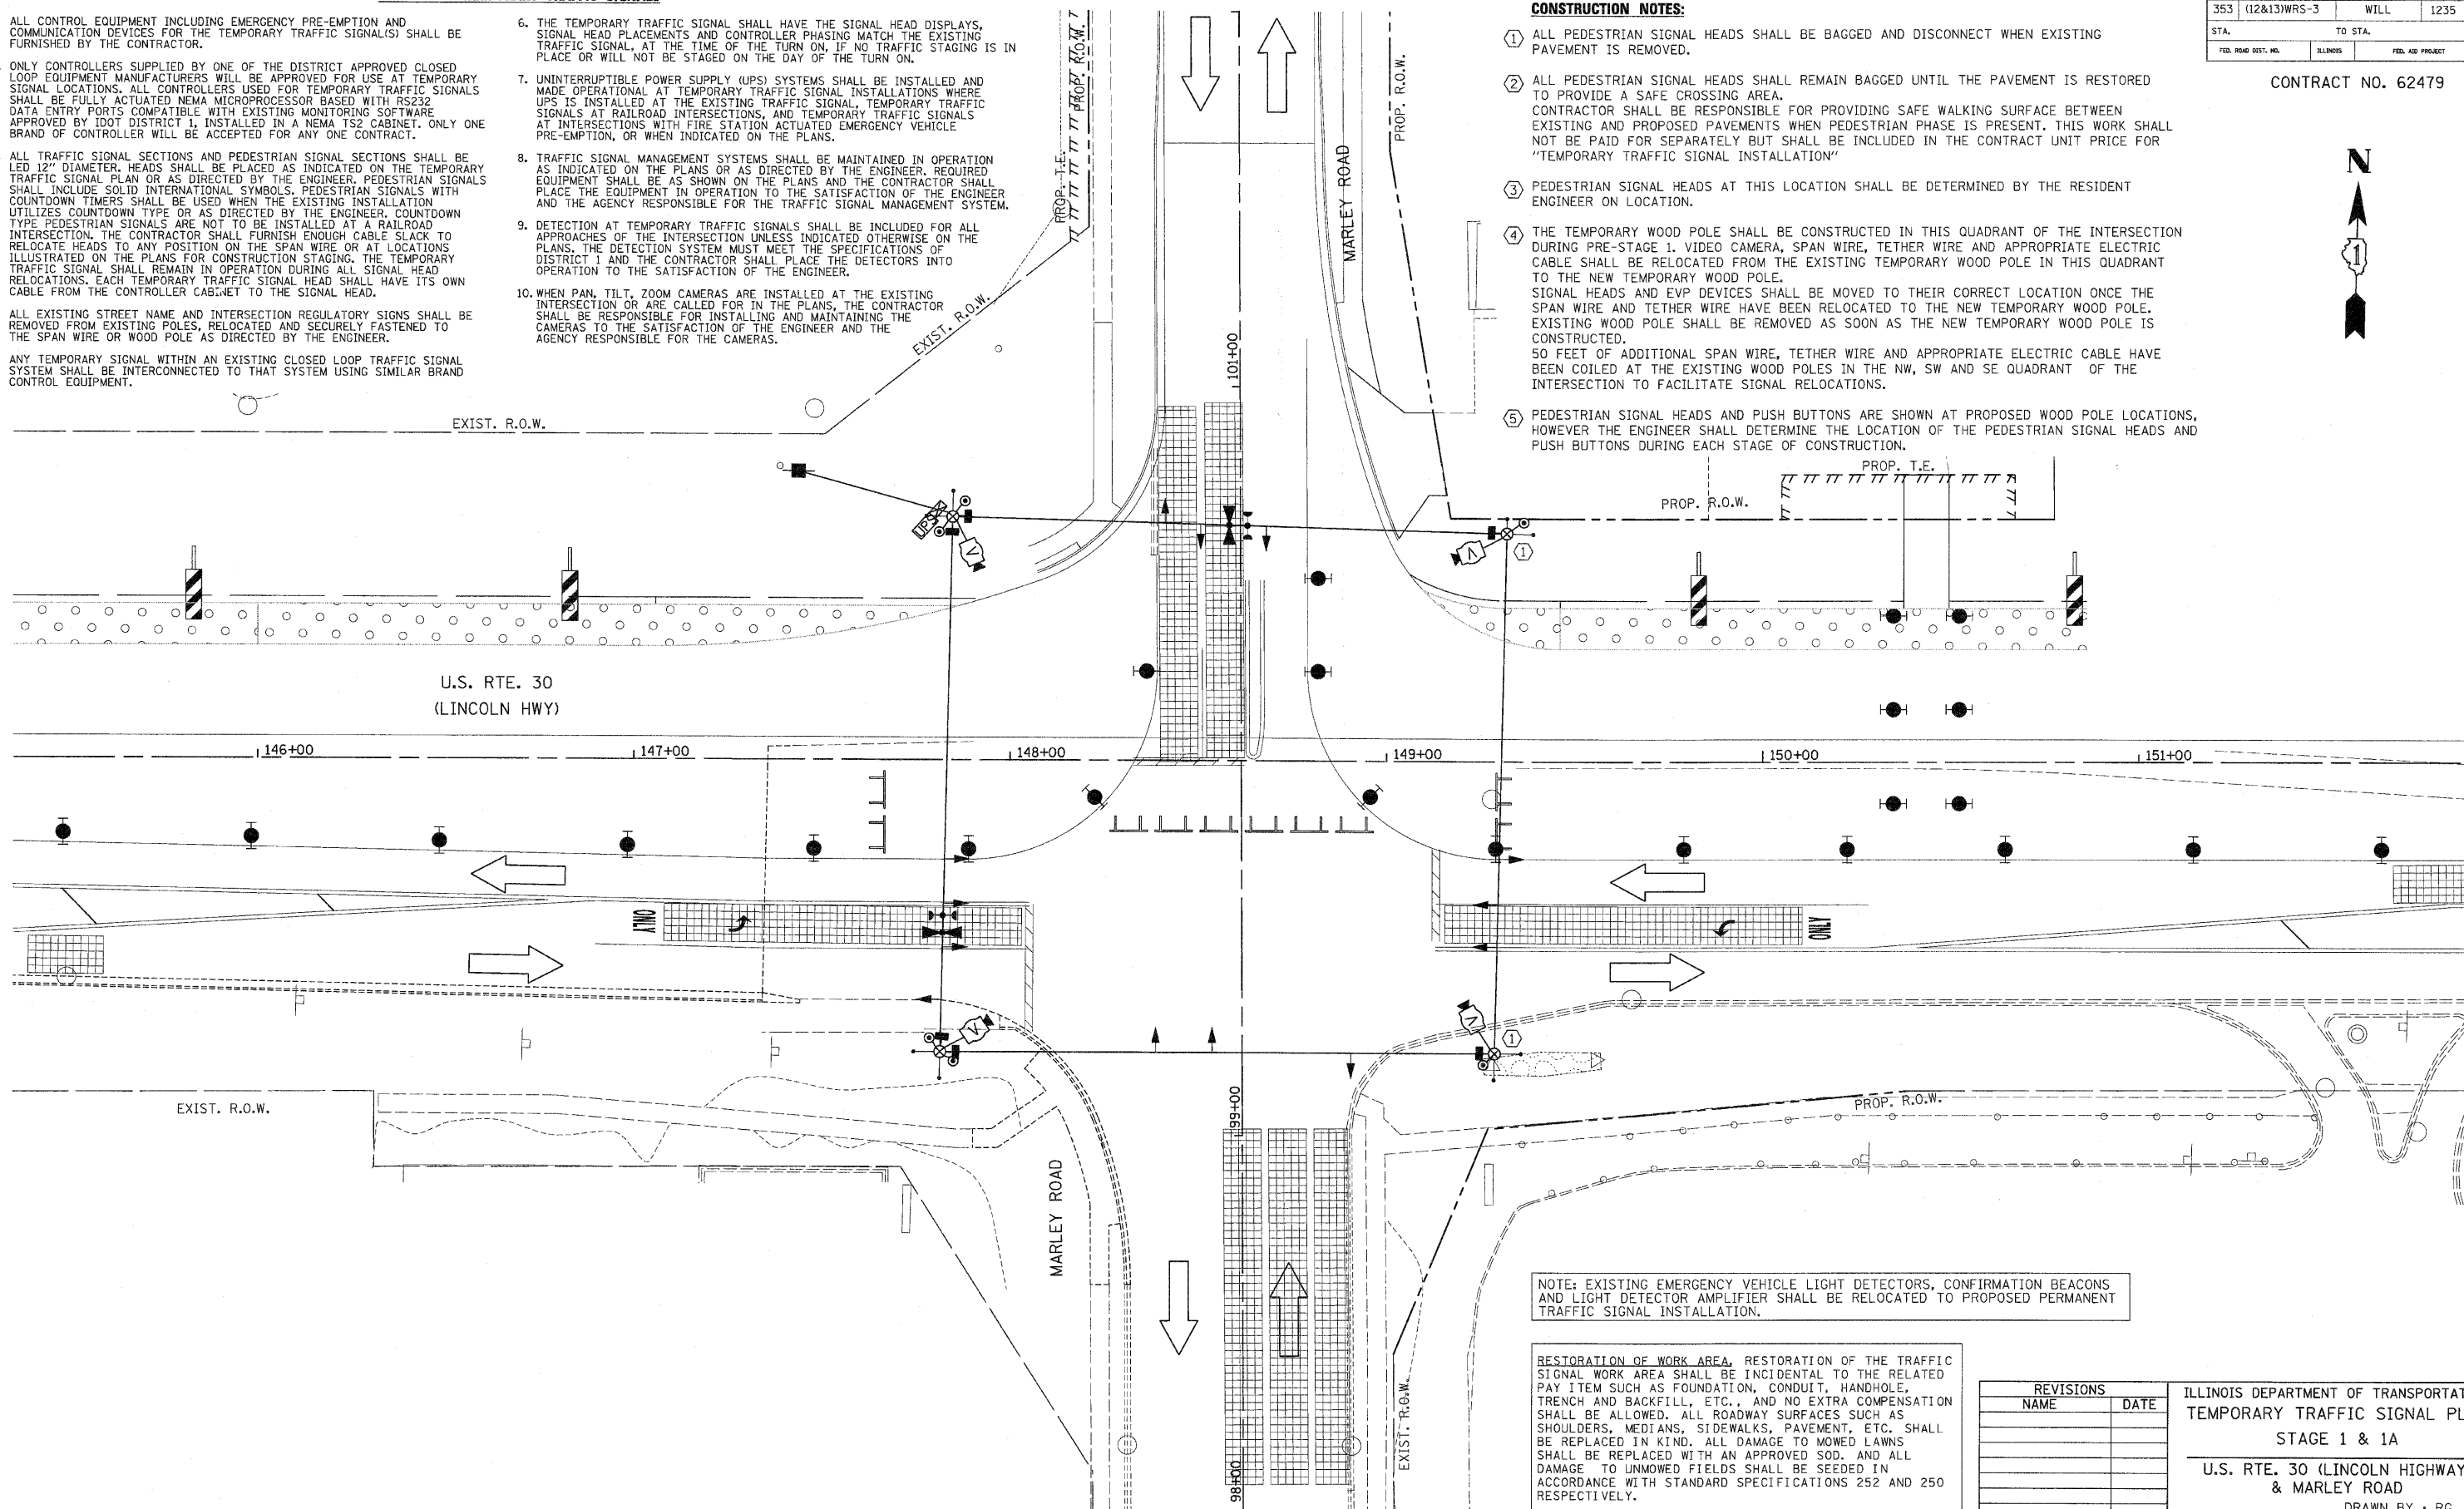 ALL CONTROL EQUIPMENT INCLUDING EMERGENCY PRE-EMPTION AND
COMMUNICATION DEVICES FOR THE TEMPORARY TRAFFIC SIGNAL(S) SHALL BE
FURNISHED BY THE CONTRACTOR.
ONLY CONTROLLERS SUPPLIED BY ONE OF THE DISTRICT APPROVED CLOSED
LOOP EQUIPMENT MANUFACTURERS WILL BE APPROVED FOR USE AT TEMPORARY
SIGNAL LOCATIONS. ALL CONTROLLERS USED FOR TEMPORARY TRAFFIC SIGNALS
SHALL BE FULLY ACTUATED NEMA MICROPROCESSOR BASED WITH RS232
DATA ENTRY PORTS COMPATIBLE WITH EXISTING MONITORING SOFTWARE
APPROVED BY IDOT DISTRICT 1, INSTALLED IN A NEMA TS2 CABINET. ONLY ONE
BRAND OF CONTROLLER WILL BE ACCEPTED FOR ANY ONE CONTRACT.
ALL TRAFFIC SIGNAL SECTIONS AND PEDESTRIAN SIGNAL SECTIONS SHALL BE
LED 12" DIAMETER. HEADS SHALL BE PLACED AS INDICATED ON THE TEMPORARY
TRAFFIC SIGNAL PLAN OR AS DIRECTED BY THE ENGINEER. PEDESTRIAN SIGNALS
SHALL INCLUDE SOLID INTERNATIONAL SYMBOLS. PEDESTRIAN SIGNALS WITH
COUNTDOWN TIMERS SHALL BE USED WHEN THE EXISTING INSTALLATION
UTILIZES COUNTDOWN TYPE OR AS DIRECTED BY THE ENGINEER. COUNTDOWN
TYPE PEDESTRIAN SIGNALS ARE NOT TO BE INSTALLED AT A RAILROAD
INTERSECTION. THE CONTRACTOR SHALL FURNISH ENOUGH CABLE SLACK TO
RELOCATE HEADS TO ANY POSITION ON THE SPAN WIRE OR AT LOCATIONS
ILLUSTRATED ON THE PLANS FOR CONSTRUCTION STAGING. THE TEMPORARY
TRAFFIC SIGNAL SHALL REMAIN IN OPERATION DURING ALL SIGNAL HEAD
RELOCATIONS. EACH TEMPORARY TRAFFIC SIGNAL HEAD SHALL HAVE ITS OWN
CABLE FROM THE CONTROLLER CABINET TO THE SIGNAL HEAD.
ALL EXISTING STREET NAME AND INTERSECTION REGULATORY SIGNS SHALL BE
REMOVED FROM EXISTING POLES, RELOCATED AND SECURELY FASTENED TO
THE SPAN WIRE OR WOOD POLE AS DIRECTED BY THE ENGINEER.
ANY TEMPORARY SIGNAL WITHIN AN EXISTING CLOSED LOOP TRAFFIC SIGNAL
SYSTEM SHALL BE INTERCONNECTED TO THAT SYSTEM USING SIMILAR BRAND
CONTROL EQUIPMENT.
6. THE TEMPORARY TRAFFIC SIGNAL SHALL HAVE THE SIGNAL HEAD DISPLAYS,
SIGNAL HEAD PLACEMENTS AND CONTROLLER PHASING MATCH THE EXISTING
TRAFFIC SIGNAL, AT THE TIME OF THE TURN ON, IF NO TRAFFIC STAGING IS IN
PLACE OR WILL NOT BE STAGED ON THE DAY OF THE TURN ON.
7. UNINTERRUPTIBLE POWER SUPPLY (UPS) SYSTEMS SHALL BE INSTALLED AND
MADE OPERATIONAL AT TEMPORARY TRAFFIC SIGNAL INSTALLATIONS WHERE
UPS IS INSTALLED AT THE EXISTING TRAFFIC SIGNAL, TEMPORARY TRAFFIC
SIGNALS AT RAILROAD INTERSECTIONS, AND TEMPORARY TRAFFIC SIGNALS
AT INTERSECTIONS WITH FIRE STATION ACTUATED EMERGENCY VEHICLE
PRE-EMPTION, OR WHEN INDICATED ON THE PLANS.
8. TRAFFIC SIGNAL MANAGEMENT SYSTEMS SHALL BE MAINTAINED IN OPERATION
AS INDICATED ON THE PLANS OR AS DIRECTED BY THE ENGINEER. REQUIRED
EQUIPMENT SHALL BE AS SHOWN ON THE PLANS AND THE CONTRACTOR SHALL
PLACE THE EQUIPMENT IN OPERATION TO THE SATISFACTION OF THE ENGINEER
AND THE AGENCY RESPONSIBLE FOR THE TRAFFIC SIGNAL MANAGEMENT SYSTEM.
9. DETECTION AT TEMPORARY TRAFFIC SIGNALS SHALL BE INCLUDED FOR ALL
APPROACHES OF THE INTERSECTION UNLESS INDICATED OTHERWISE ON THE
PLANS. THE DETECTION SYSTEM MUST MEET THE SPECIFICATIONS OF
DISTRICT 1 AND THE CONTRACTOR SHALL PLACE THE DETECTORS INTO
OPERATION TO THE SATISFACTION OF THE ENGINEER.
10. WHEN PAN, TILT, ZOOM CAMERAS ARE INSTALLED AT THE EXISTING
INTERSECTION OR ARE CALLED FOR IN THE PLANS, THE CONTRACTOR
SHALL BE RESPONSIBLE FOR INSTALLING AND MAINTAINING THE
CAMERAS TO THE SATISFACTION OF THE ENGINEER AND THE
AGENCY RESPONSIBLE FOR THE CAMERAS.
CONSTRUCTION NOTES:
1 ALL PEDESTRIAN SIGNAL HEADS SHALL BE BAGGED AND DISCONNECT WHEN EXISTING
PAVEMENT IS REMOVED.
2 ALL PEDESTRIAN SIGNAL HEADS SHALL REMAIN BAGGED UNTIL THE PAVEMENT IS RESTORED
TO PROVIDE A SAFE CROSSING AREA.
CONTRACTOR SHALL BE RESPONSIBLE FOR PROVIDING SAFE WALKING SURFACE BETWEEN
EXISTING AND PROPOSED PAVEMENTS WHEN PEDESTRIAN PHASE IS PRESENT. THIS WORK SHALL
NOT BE PAID FOR SEPARATELY BUT SHALL BE INCLUDED IN THE CONTRACT UNIT PRICE FOR
"TEMPORARY TRAFFIC SIGNAL INSTALLATION"
3 PEDESTRIAN SIGNAL HEADS AT THIS LOCATION SHALL BE DETERMINED BY THE RESIDENT
ENGINEER ON LOCATION.
4 THE TEMPORARY WOOD POLE SHALL BE CONSTRUCTED IN THIS QUADRANT OF THE INTERSECTION
DURING PRE-STAGE 1. VIDEO CAMERA, SPAN WIRE, TETHER WIRE AND APPROPRIATE ELECTRIC
CABLE SHALL BE RELOCATED FROM THE EXISTING TEMPORARY WOOD POLE IN THIS QUADRANT
TO THE NEW TEMPORARY WOOD POLE.
SIGNAL HEADS AND EVP DEVICES SHALL BE MOVED TO THEIR CORRECT LOCATION ONCE THE
SPAN WIRE AND TETHER WIRE HAVE BEEN RELOCATED TO THE NEW TEMPORARY WOOD POLE.
EXISTING WOOD POLE SHALL BE REMOVED AS SOON AS THE NEW TEMPORARY WOOD POLE IS
CONSTRUCTED.
50 FEET OF ADDITIONAL SPAN WIRE, TETHER WIRE AND APPROPRIATE ELECTRIC CABLE HAVE
BEEN COILED AT THE EXISTING WOOD POLES IN THE NW, SW AND SE QUADRANT OF THE
INTERSECTION TO FACILITATE SIGNAL RELOCATIONS.
5 PEDESTRIAN SIGNAL HEADS AND PUSH BUTTONS ARE SHOWN AT PROPOSED WOOD POLE LOCATIONS,
HOWEVER THE ENGINEER SHALL DETERMINE THE LOCATION OF THE PEDESTRIAN SIGNAL HEADS AND
PUSH BUTTONS DURING EACH STAGE OF CONSTRUCTION.
353 (12&13)WRS-3 WILL 1235
STA. TO STA.
FED. ROAD DIST. NO. ILLINOIS FED. AID PROJECT
CONTRACT NO. 62479
N
1
PROP. R.O.W.
PROP. T.E.
EXIST. R.O.W.
MARLEY ROAD
PROP. R.O.W.
101+00
EXIST. R.O.W.
PROP. T.E.
PROP. R.O.W.
UPS
V
V
1
U.S. RTE. 30
(LINCOLN HWY)
146+00
147+00
148+00
149+00
150+00
151+00
ONLY
ONLY
V
V
1
EXIST. R.O.W.
PROP. R.O.W.
99+00
MARLEY ROAD
EXIST. R.O.W.
98+00
NOTE: EXISTING EMERGENCY VEHICLE LIGHT DETECTORS, CONFIRMATION BEACONS
AND LIGHT DETECTOR AMPLIFIER SHALL BE RELOCATED TO PROPOSED PERMANENT
TRAFFIC SIGNAL INSTALLATION.
RESTORATION OF WORK AREA. RESTORATION OF THE TRAFFIC
SIGNAL WORK AREA SHALL BE INCIDENTAL TO THE RELATED
PAY ITEM SUCH AS FOUNDATION, CONDUIT, HANDHOLE,
TRENCH AND BACKFILL, ETC., AND NO EXTRA COMPENSATION
SHALL BE ALLOWED. ALL ROADWAY SURFACES SUCH AS
SHOULDERS, MEDIANS, SIDEWALKS, PAVEMENT, ETC. SHALL
BE REPLACED IN KIND. ALL DAMAGE TO MOWED LAWNS
SHALL BE REPLACED WITH AN APPROVED SOD. AND ALL
DAMAGE TO UNMOWED FIELDS SHALL BE SEEDED IN
ACCORDANCE WITH STANDARD SPECIFICATIONS 252 AND 250
RESPECTIVELY.
REVISIONS
NAME DATE
ILLINOIS DEPARTMENT OF TRANSPORTAT
TEMPORARY TRAFFIC SIGNAL PL
STAGE 1 & 1A
U.S. RTE. 30 (LINCOLN HIGHWAY
& MARLEY ROAD
DRAWN BY : RG